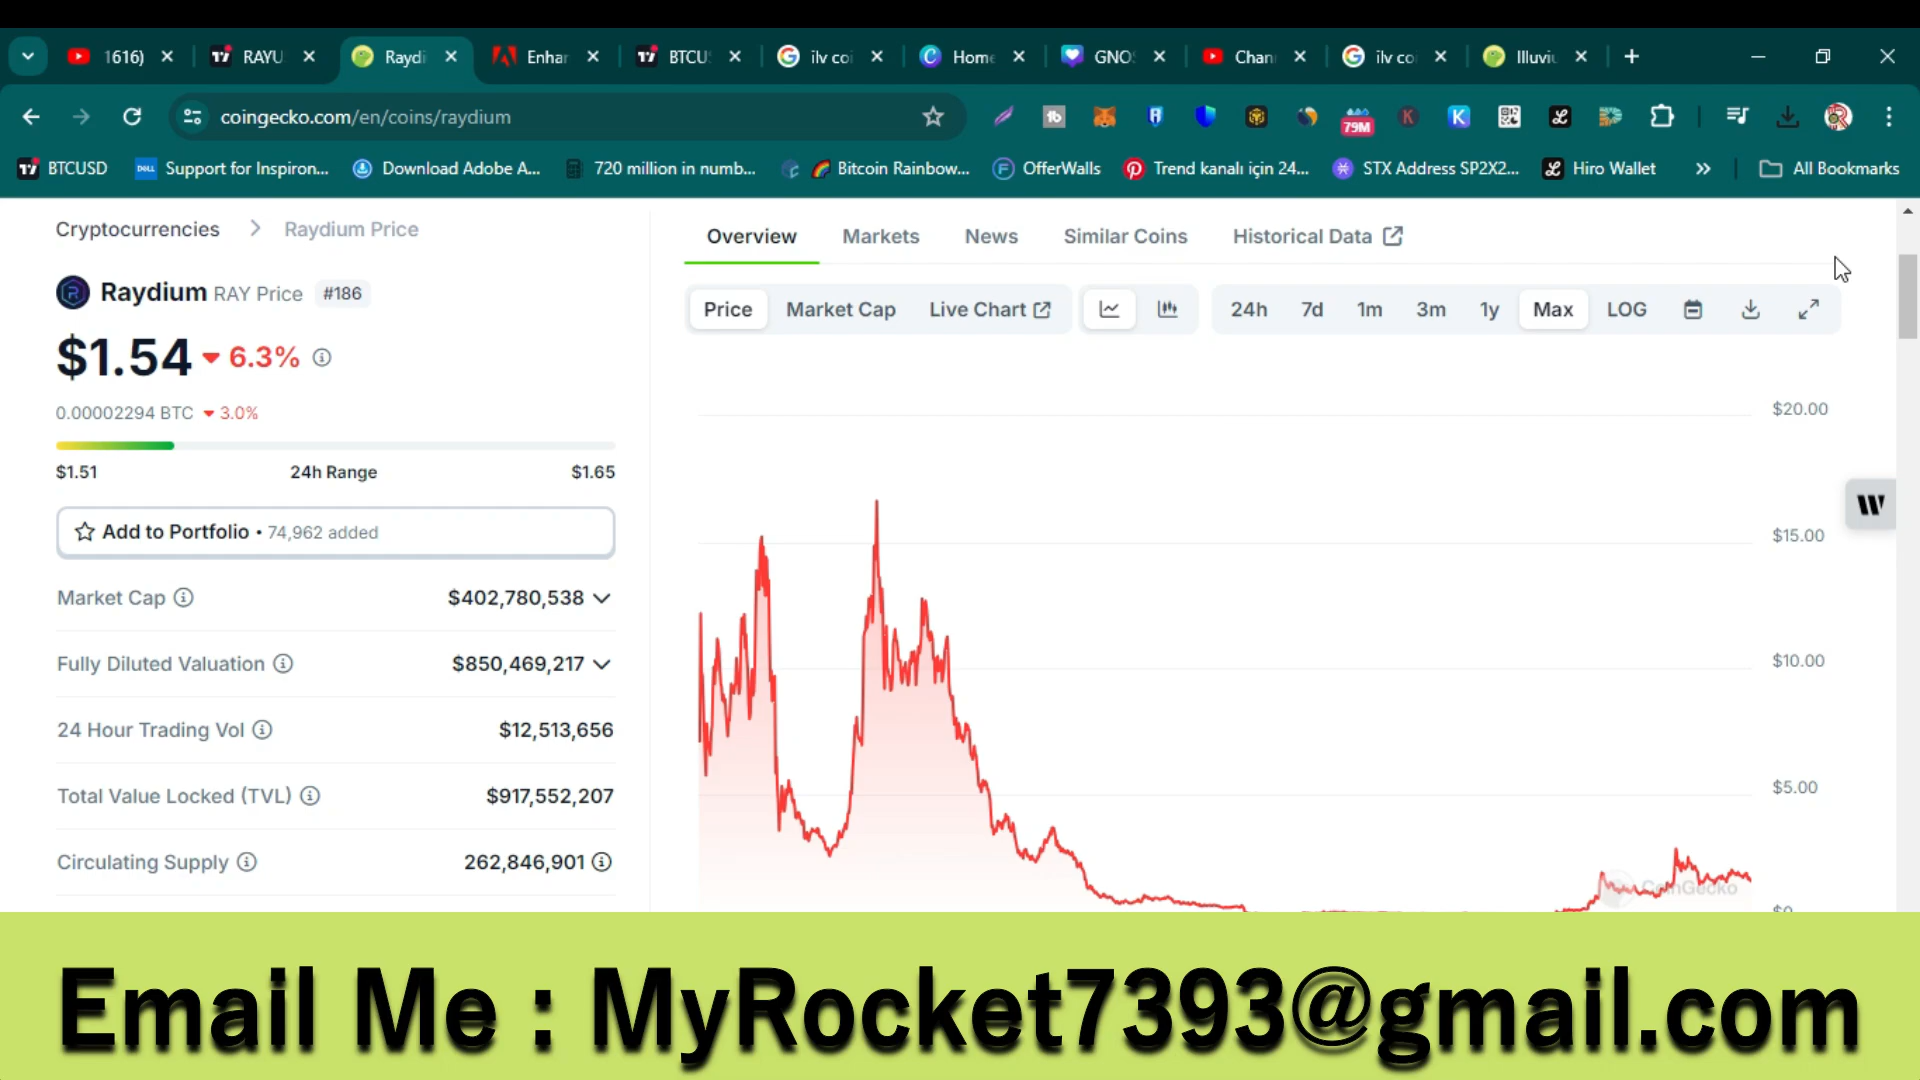 1616)
RAYU
Raydi
Enhar
BTCU
ilv coi
Home
GNO
Chan
ilv co
Illuviu
coingecko.com/en/coins/raydium
79M
BTCUSD
Support for Inspiron...
Download Adobe A...
720 million in numb...
Bitcoin Rainbow...
OfferWalls
Trend kanalı için 24...
STX Address SP2X2...
Hiro Wallet
All Bookmarks
Cryptocurrencies > Raydium Price
Overview Markets News Similar Coins Historical Data
Raydium RAY Price #186
Price Market Cap Live Chart 24h 7d 1m 3m 1y Max LOG
$1.54 6.3%
0.00002294 BTC 3.0%
$1.51 24h Range $1.65
Add to Portfolio • 74,962 added
Market Cap $402,780,538
Fully Diluted Valuation $850,469,217
24 Hour Trading Vol $12,513,656
Total Value Locked (TVL) $917,552,207
Circulating Supply 262,846,901
$20.00
$15.00
$10.00
$5.00
$0
CoinGecko
Email Me : MyRocket7393@gmail.com